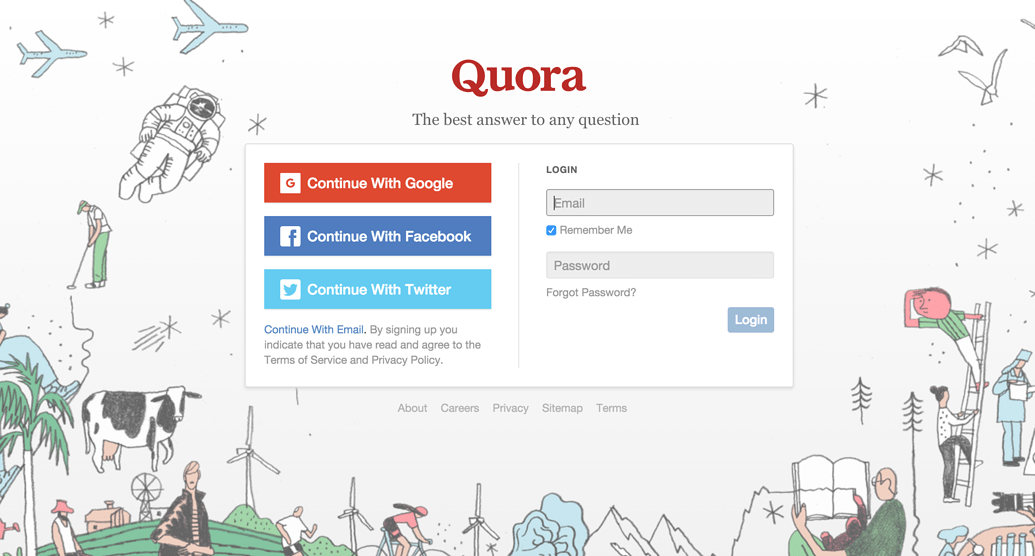 Quora
The best answer to any question
G Continue With Google
f Continue With Facebook
Continue With Twitter
Continue With Email. By signing up you
indicate that you have read and agree to the
Terms of Service and Privacy Policy.
LOGIN
Email
Remember Me
Password
Forgot Password?
Login
About Careers Privacy Sitemap Terms